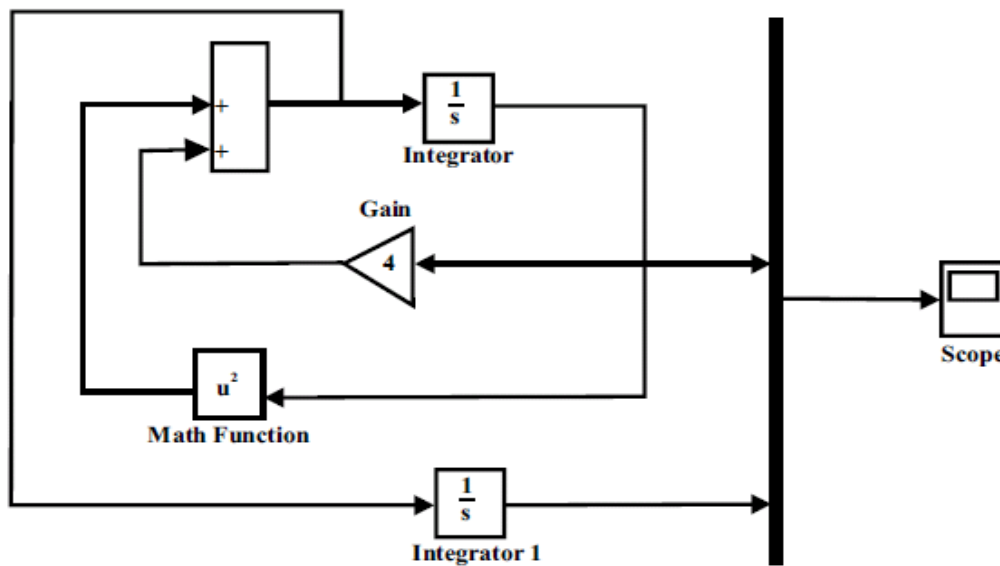 +
+
1
s
Integrator
Gain
4
u²
Math Function
1
s
Integrator 1
Scope